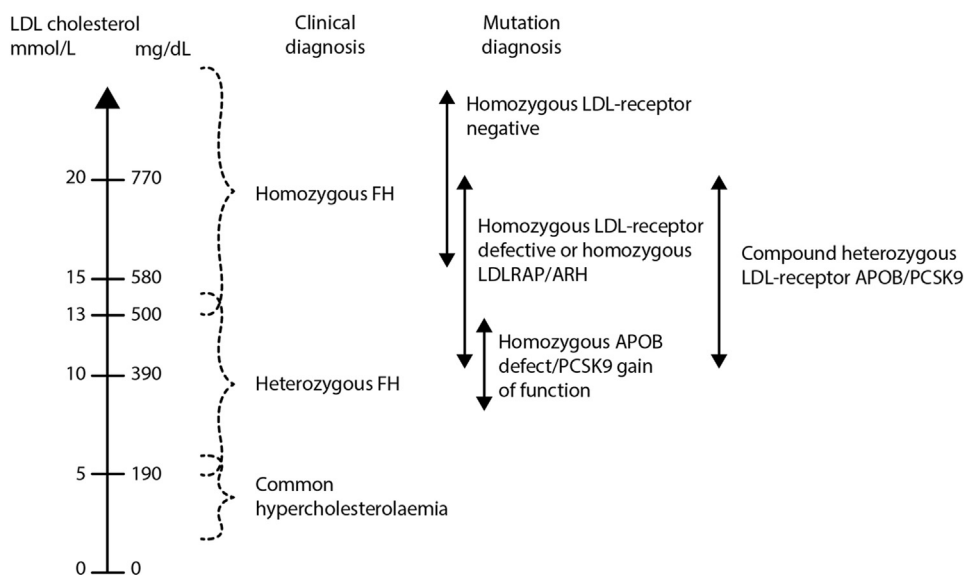 LDL cholesterol
mmol/L mg/dL
Clinical
diagnosis
Mutation
diagnosis
20 770
15 580
13 500
10 390
5 190
0 0
Homozygous FH
Heterozygous FH
Common
hypercholesterolaemia
Homozygous LDL-receptor
negative
Homozygous LDL-receptor
defective or homozygous
LDLRAP/ARH
Homozygous APOB
defect/PCSK9 gain
of function
Compound heterozygous
LDL-receptor APOB/PCSK9